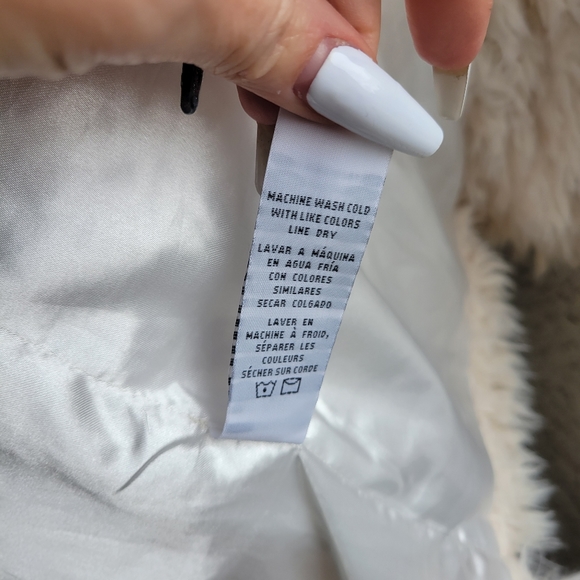 MACHINE WASH COLD
WITH LIKE COLORS
LINE DRY
LAVAR A MÁQUINA
EN AGUA FRÍA
CON COLORES
SIMILARES
SECAR COLGADO
LAVER EN
MACHINE À FROID,
SÉPARER LES
COULEURS
SÉCHER SUR CORDE